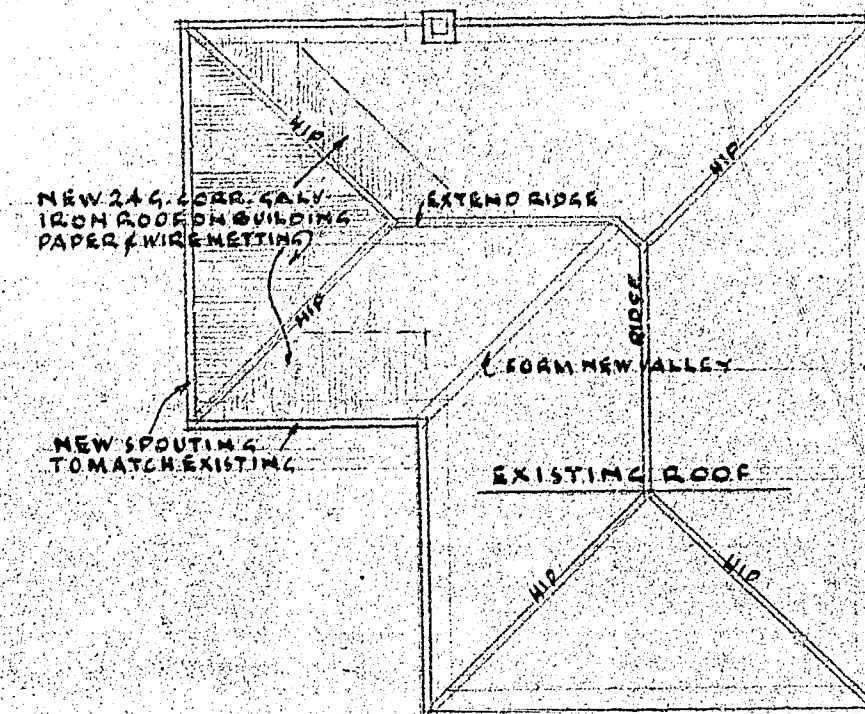 HIP
HIP
NEW 24G. CORR. GALV.
IRON ROOF ON BUILDING
PAPER & WIRE NETTING
EXTEND RIDGE
HIP
RIDGE
FORM NEW VALLEY
NEW SPOUTING
TO MATCH EXISTING
EXISTING ROOF
HIP
HIP